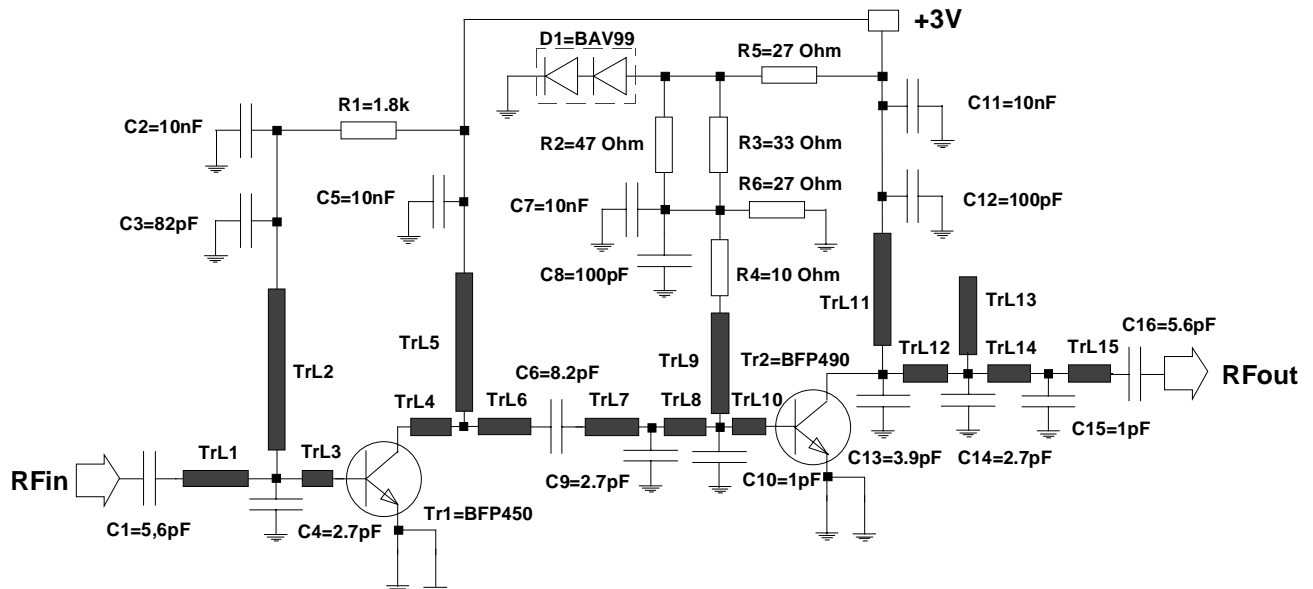 +3V
D1=BAV99
R5=27 Ohm
R1=1.8k
C2=10nF
C11=10nF
R2=47 Ohm
R3=33 Ohm
R6=27 Ohm
C5=10nF
C7=10nF
C12=100pF
C3=82pF
C8=100pF
R4=10 Ohm
TrL11
TrL13
C16=5.6pF
TrL5
TrL9
Tr2=BFP490
TrL12
TrL14
TrL15
RFout
TrL2
C6=8.2pF
TrL4
TrL6
TrL7
TrL8
TrL10
C15=1pF
TrL1
TrL3
C13=3.9pF
C14=2.7pF
RFin
C9=2.7pF
C10=1pF
C1=5,6pF
C4=2.7pF
Tr1=BFP450